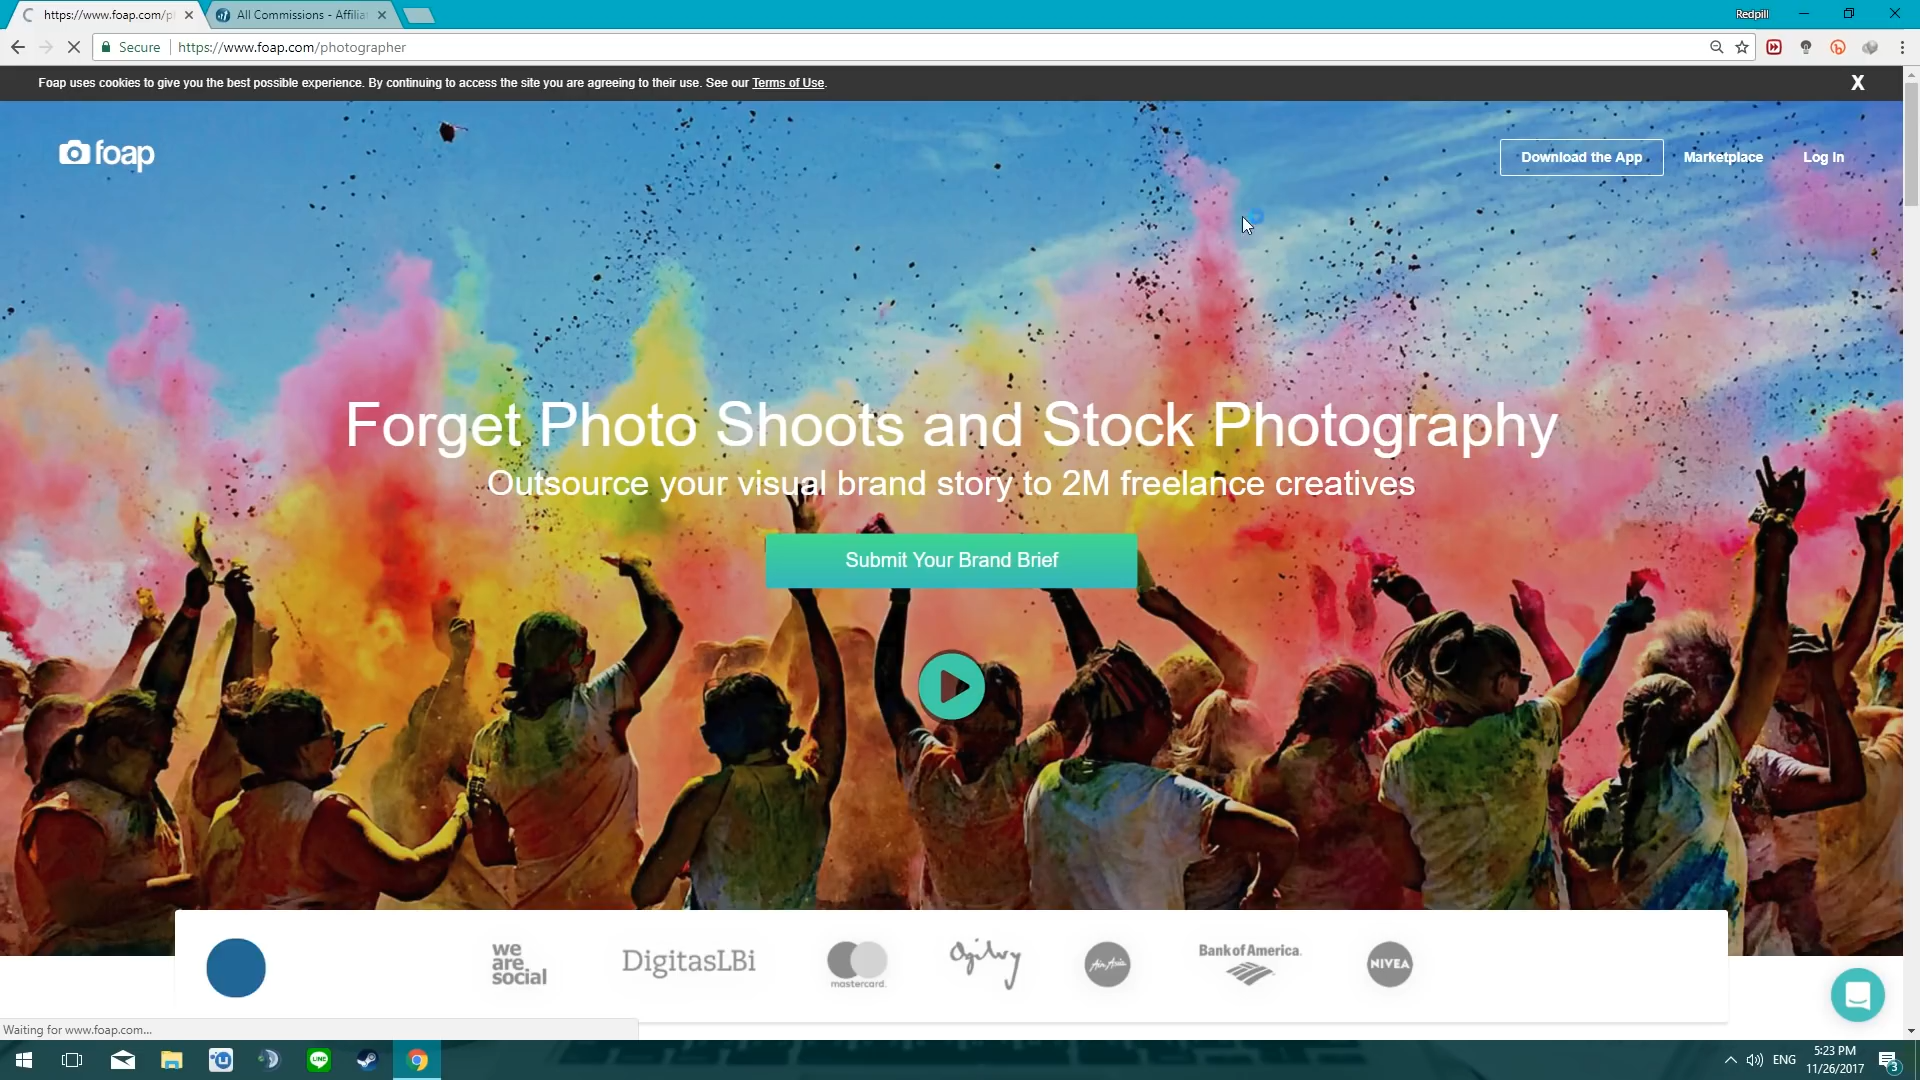 https://www.foap.com/p
All Commissions - Affilia
Redpill
Secure
https://www.foap.com/photographer
Foap uses cookies to give you the best possible experience. By continuing to access the site you are agreeing to their use. See our Terms of Use.
X
foap
Download the App
Marketplace
Log In
Forget Photo Shoots and Stock Photography
Outsource your visual brand story to 2M freelance creatives
Submit Your Brand Brief
we
are
social
DigitasLBi
mastercard.
Ogilvy
AirAsia
Bank of America.
NIVEA
Waiting for www.foap.com...
LINE
ENG
5:23 PM
11/26/2017
3